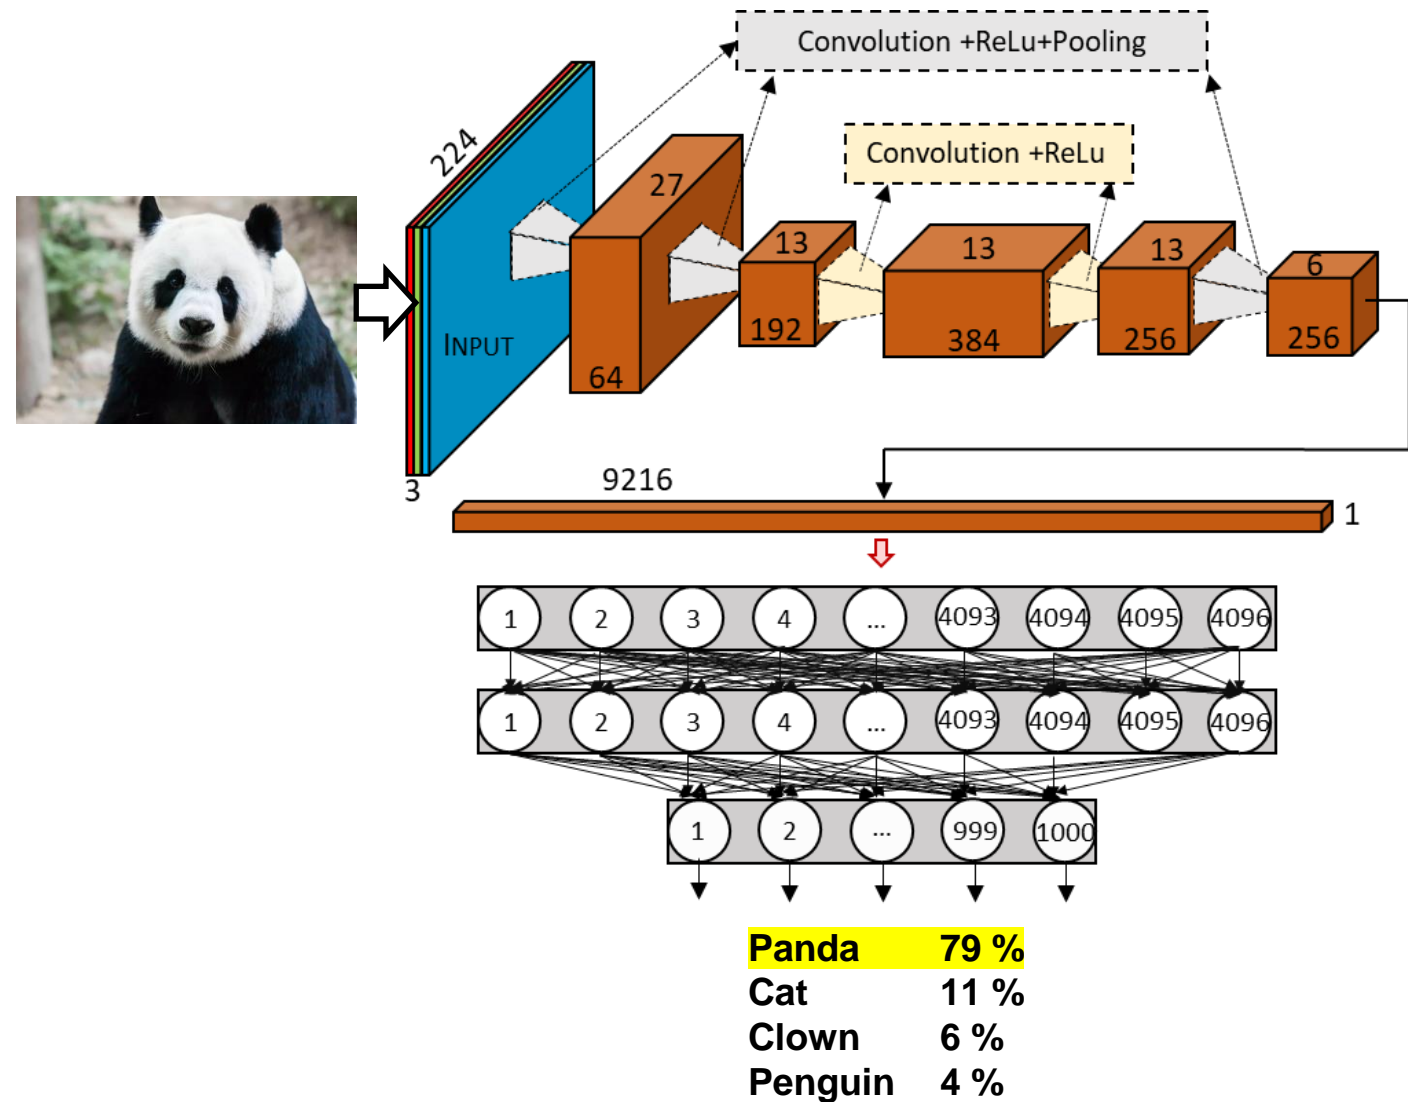 Convolution +ReLu+Pooling
Convolution +ReLu
224
INPUT
3
27
64
13
192
13
384
13
256
6
256
9216
1
1 2 3 4 ... 4093 4094 4095 4096
1 2 3 4 ... 4093 4094 4095 4096
1 2 ... 999 1000
Panda 79 %
Cat 11 %
Clown 6 %
Penguin 4 %